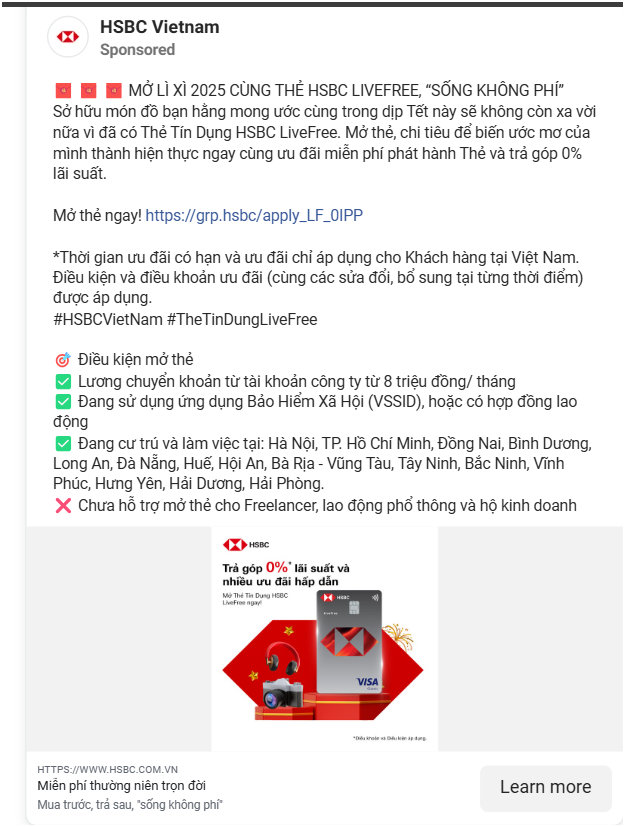 HSBC Vietnam
Sponsored
🧧 🧧 🧧 MỞ LÌ XÌ 2025 CÙNG THẺ HSBC LIVEFREE, “SỐNG KHÔNG PHÍ”
Sở hữu món đồ bạn hằng mong ước cùng trong dịp Tết này sẽ không còn xa vời
nữa vì đã có Thẻ Tín Dụng HSBC LiveFree. Mở thẻ, chi tiêu để biến ước mơ của
mình thành hiện thực ngay cùng ưu đãi miễn phí phát hành Thẻ và trả góp 0%
lãi suất.
Mở thẻ ngay! https://grp.hsbc/apply_LF_0IPP
*Thời gian ưu đãi có hạn và ưu đãi chỉ áp dụng cho Khách hàng tại Việt Nam.
Điều kiện và điều khoản ưu đãi (cùng các sửa đổi, bổ sung tại từng thời điểm)
được áp dụng.
#HSBCVietNam #TheTinDungLiveFree
🎯 Điều kiện mở thẻ
✅ Lương chuyển khoản từ tài khoản công ty từ 8 triệu đồng/ tháng
✅ Đang sử dụng ứng dụng Bảo Hiểm Xã Hội (VSSID), hoặc có hợp đồng lao
động
✅ Đang cư trú và làm việc tại: Hà Nội, TP. Hồ Chí Minh, Đồng Nai, Bình Dương,
Long An, Đà Nẵng, Huế, Hội An, Bà Rịa - Vũng Tàu, Tây Ninh, Bắc Ninh, Vĩnh
Phúc, Hưng Yên, Hải Dương, Hải Phòng.
❌ Chưa hỗ trợ mở thẻ cho Freelancer, lao động phổ thông và hộ kinh doanh
HSBC
Trả góp 0%* lãi suất và
nhiều ưu đãi hấp dẫn
Mở Thẻ Tín Dụng HSBC
LiveFree ngay!
HSBC
VISA
*Điều khoản và Điều kiện áp dụng.
HTTPS://WWW.HSBC.COM.VN
Miễn phí thường niên trọn đời
Mua trước, trả sau, "sống không phí"
Learn more